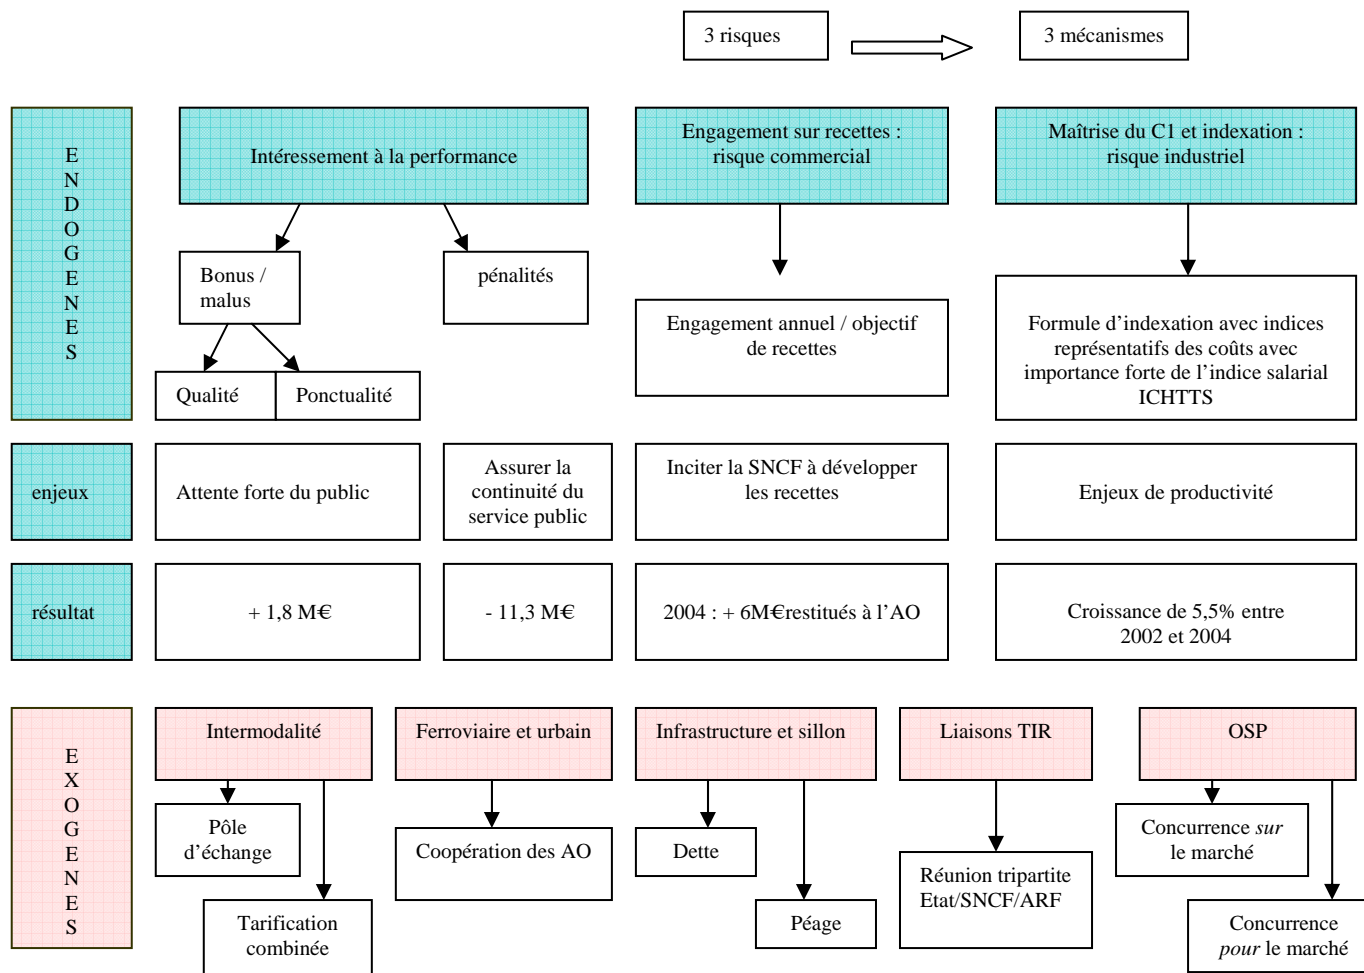 3 risques
3 mécanismes
E
N
D
O
G
E
N
E
S
Intéressement à la performance
Engagement sur recettes :
risque commercial
Maîtrise du C1 et indexation :
risque industriel
Bonus /
malus
pénalités
Qualité
Ponctualité
Engagement annuel / objectif
de recettes
Formule d’indexation avec indices
représentatifs des coûts avec
importance forte de l’indice salarial
ICHTTS
enjeux
Attente forte du public
Assurer la
continuité du
service public
Inciter la SNCF à développer
les recettes
Enjeux de productivité
résultat
+ 1,8 M€
- 11,3 M€
2004 : + 6M€restitués à l’AO
Croissance de 5,5% entre
2002 et 2004
E
X
O
G
E
N
E
S
Intermodalité
Ferroviaire et urbain
Infrastructure et sillon
Liaisons TIR
OSP
Pôle
d’échange
Tarification
combinée
Coopération des AO
Dette
Péage
Réunion tripartite
Etat/SNCF/ARF
Concurrence sur
le marché
Concurrence
pour le marché